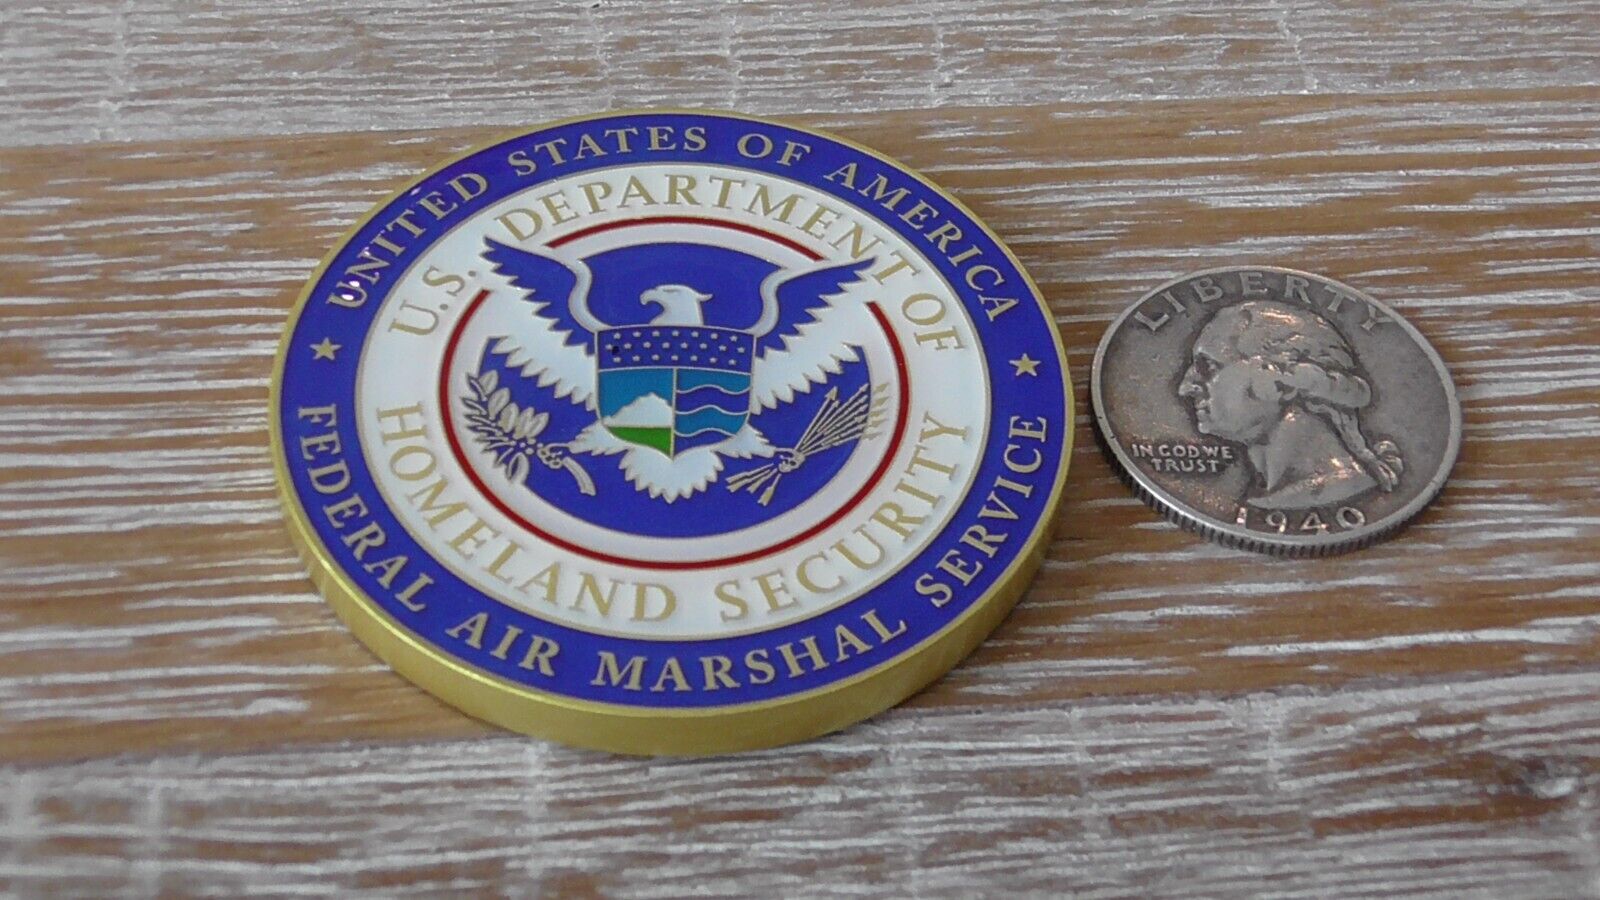 UNITED STATES OF AMERICA
FEDERAL AIR MARSHAL SERVICE
U.S. DEPARTMENT OF
HOMELAND SECURITY
LIBERTY
IN GOD WE
TRUST
1940